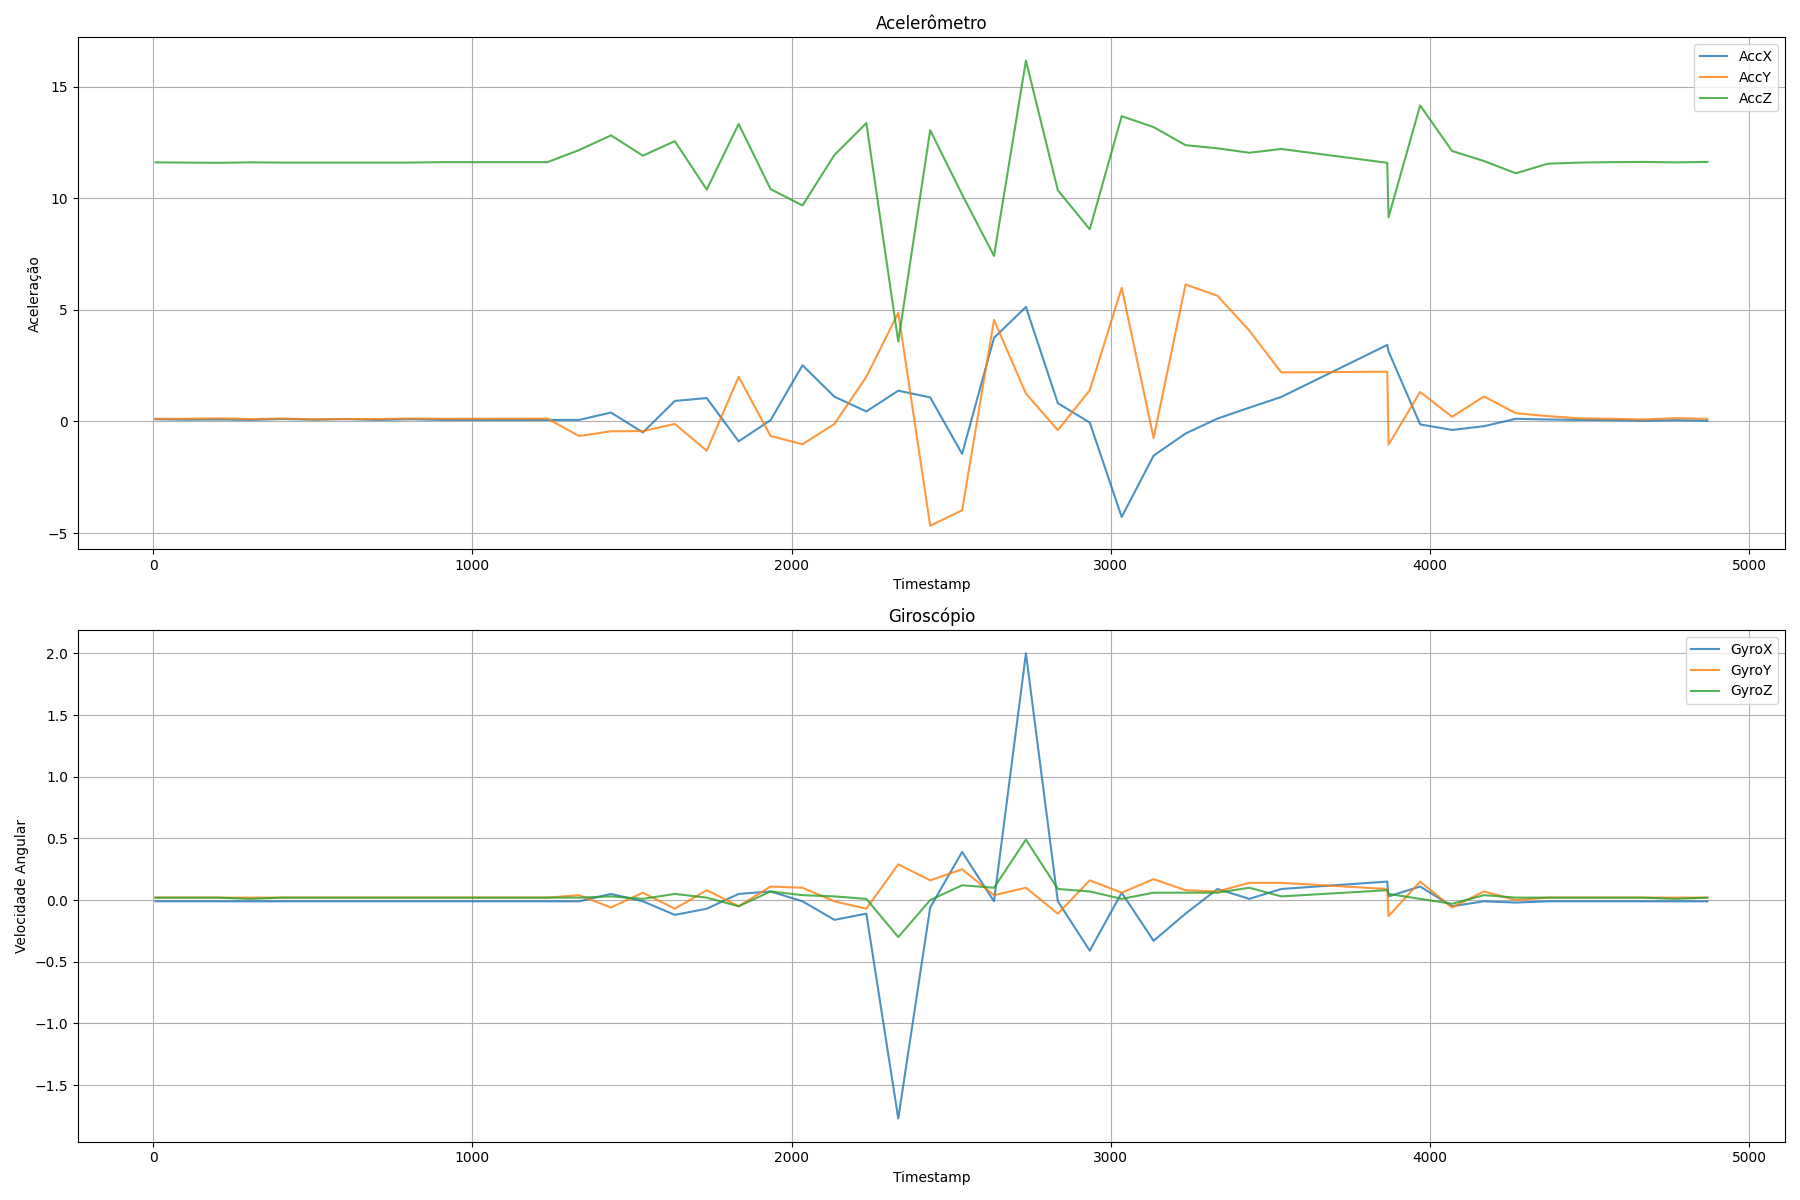 Acelerômetro
AccX
AccY
AccZ
Aceleração
15
10
5
0
−5
0 1000 2000 3000 4000 5000
Timestamp
Giroscópio
GyroX
GyroY
GyroZ
Velocidade Angular
2.0
1.5
1.0
0.5
0.0
−0.5
−1.0
−1.5
0 1000 2000 3000 4000 5000
Timestamp